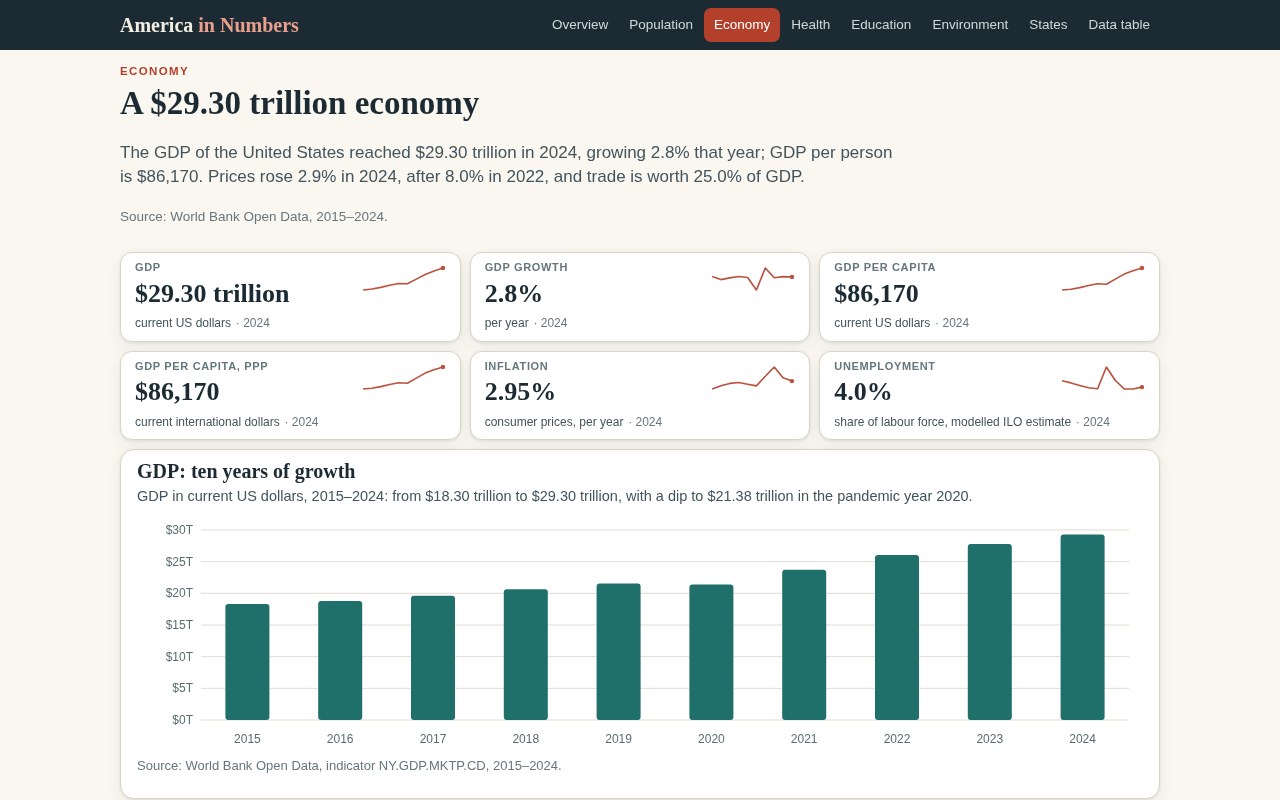 America in Numbers
Overview
Population
Economy
Health
Education
Environment
States
Data table
ECONOMY
A $29.30 trillion economy
The GDP of the United States reached $29.30 trillion in 2024, growing 2.8% that year; GDP per person
is $86,170. Prices rose 2.9% in 2024, after 8.0% in 2022, and trade is worth 25.0% of GDP.
Source: World Bank Open Data, 2015–2024.
GDP
$29.30 trillion
current US dollars · 2024
GDP GROWTH
2.8%
per year · 2024
GDP PER CAPITA
$86,170
current US dollars · 2024
GDP PER CAPITA, PPP
$86,170
current international dollars · 2024
INFLATION
2.95%
consumer prices, per year · 2024
UNEMPLOYMENT
4.0%
share of labour force, modelled ILO estimate · 2024
GDP: ten years of growth
GDP in current US dollars, 2015–2024: from $18.30 trillion to $29.30 trillion, with a dip to $21.38 trillion in the pandemic year 2020.
$30T
$25T
$20T
$15T
$10T
$5T
$0T
2015 2016 2017 2018 2019 2020 2021 2022 2023 2024
Source: World Bank Open Data, indicator NY.GDP.MKTP.CD, 2015–2024.